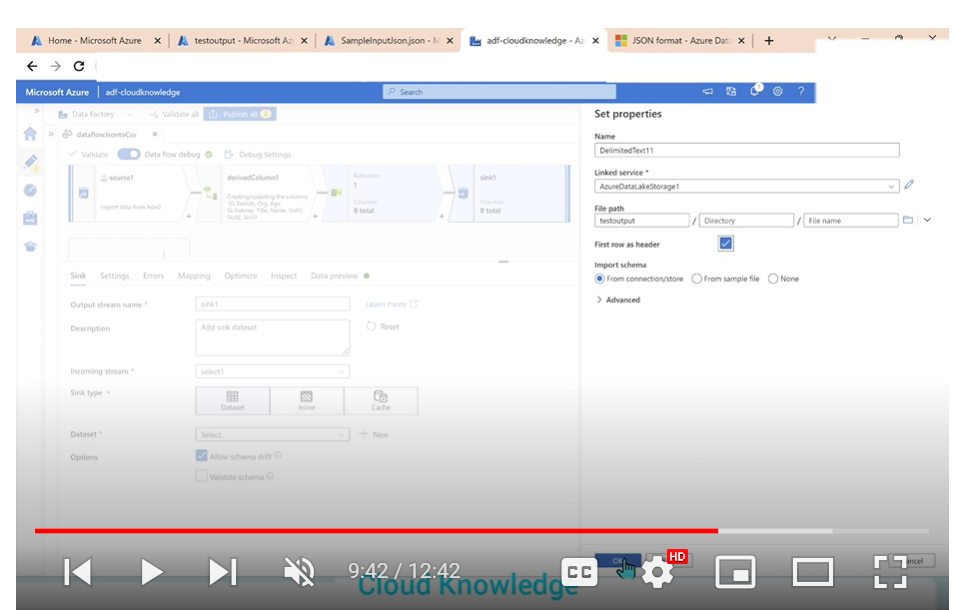 Home - Microsoft Azure
testoutput - Microsoft Az
SampleInputJson.json - M
adf-cloudknowledge - Az
JSON format - Azure Dat
Microsoft Azure | adf-cloudknowledge
Search
1
?
Data Factory
Validate all
Publish all 2
dataflowJsontoCsv
Validate
Data flow debug
Debug Settings
source1
Import data from Json2
derivedColumn1
Creating/updating the columns
Columns:
8 total
sink1
Columns:
8 total
Sink Settings Errors Mapping Optimize Inspect Data preview
Output stream name *
sink1
Learn more
Description
Add sink dataset
Reset
Incoming stream *
select1
Sink type *
Dataset
Inline
Cache
Dataset *
Select...
+ New
Options
Allow schema drift
Validate schema
Set properties
Name
DelimitedText11
Linked service *
AzureDataLakeStorage1
File path
testoutput / Directory / File name
First row as header
Import schema
From connection/store From sample file None
Advanced
9:42 / 12:42
CC
HD
Cloud Knowledge